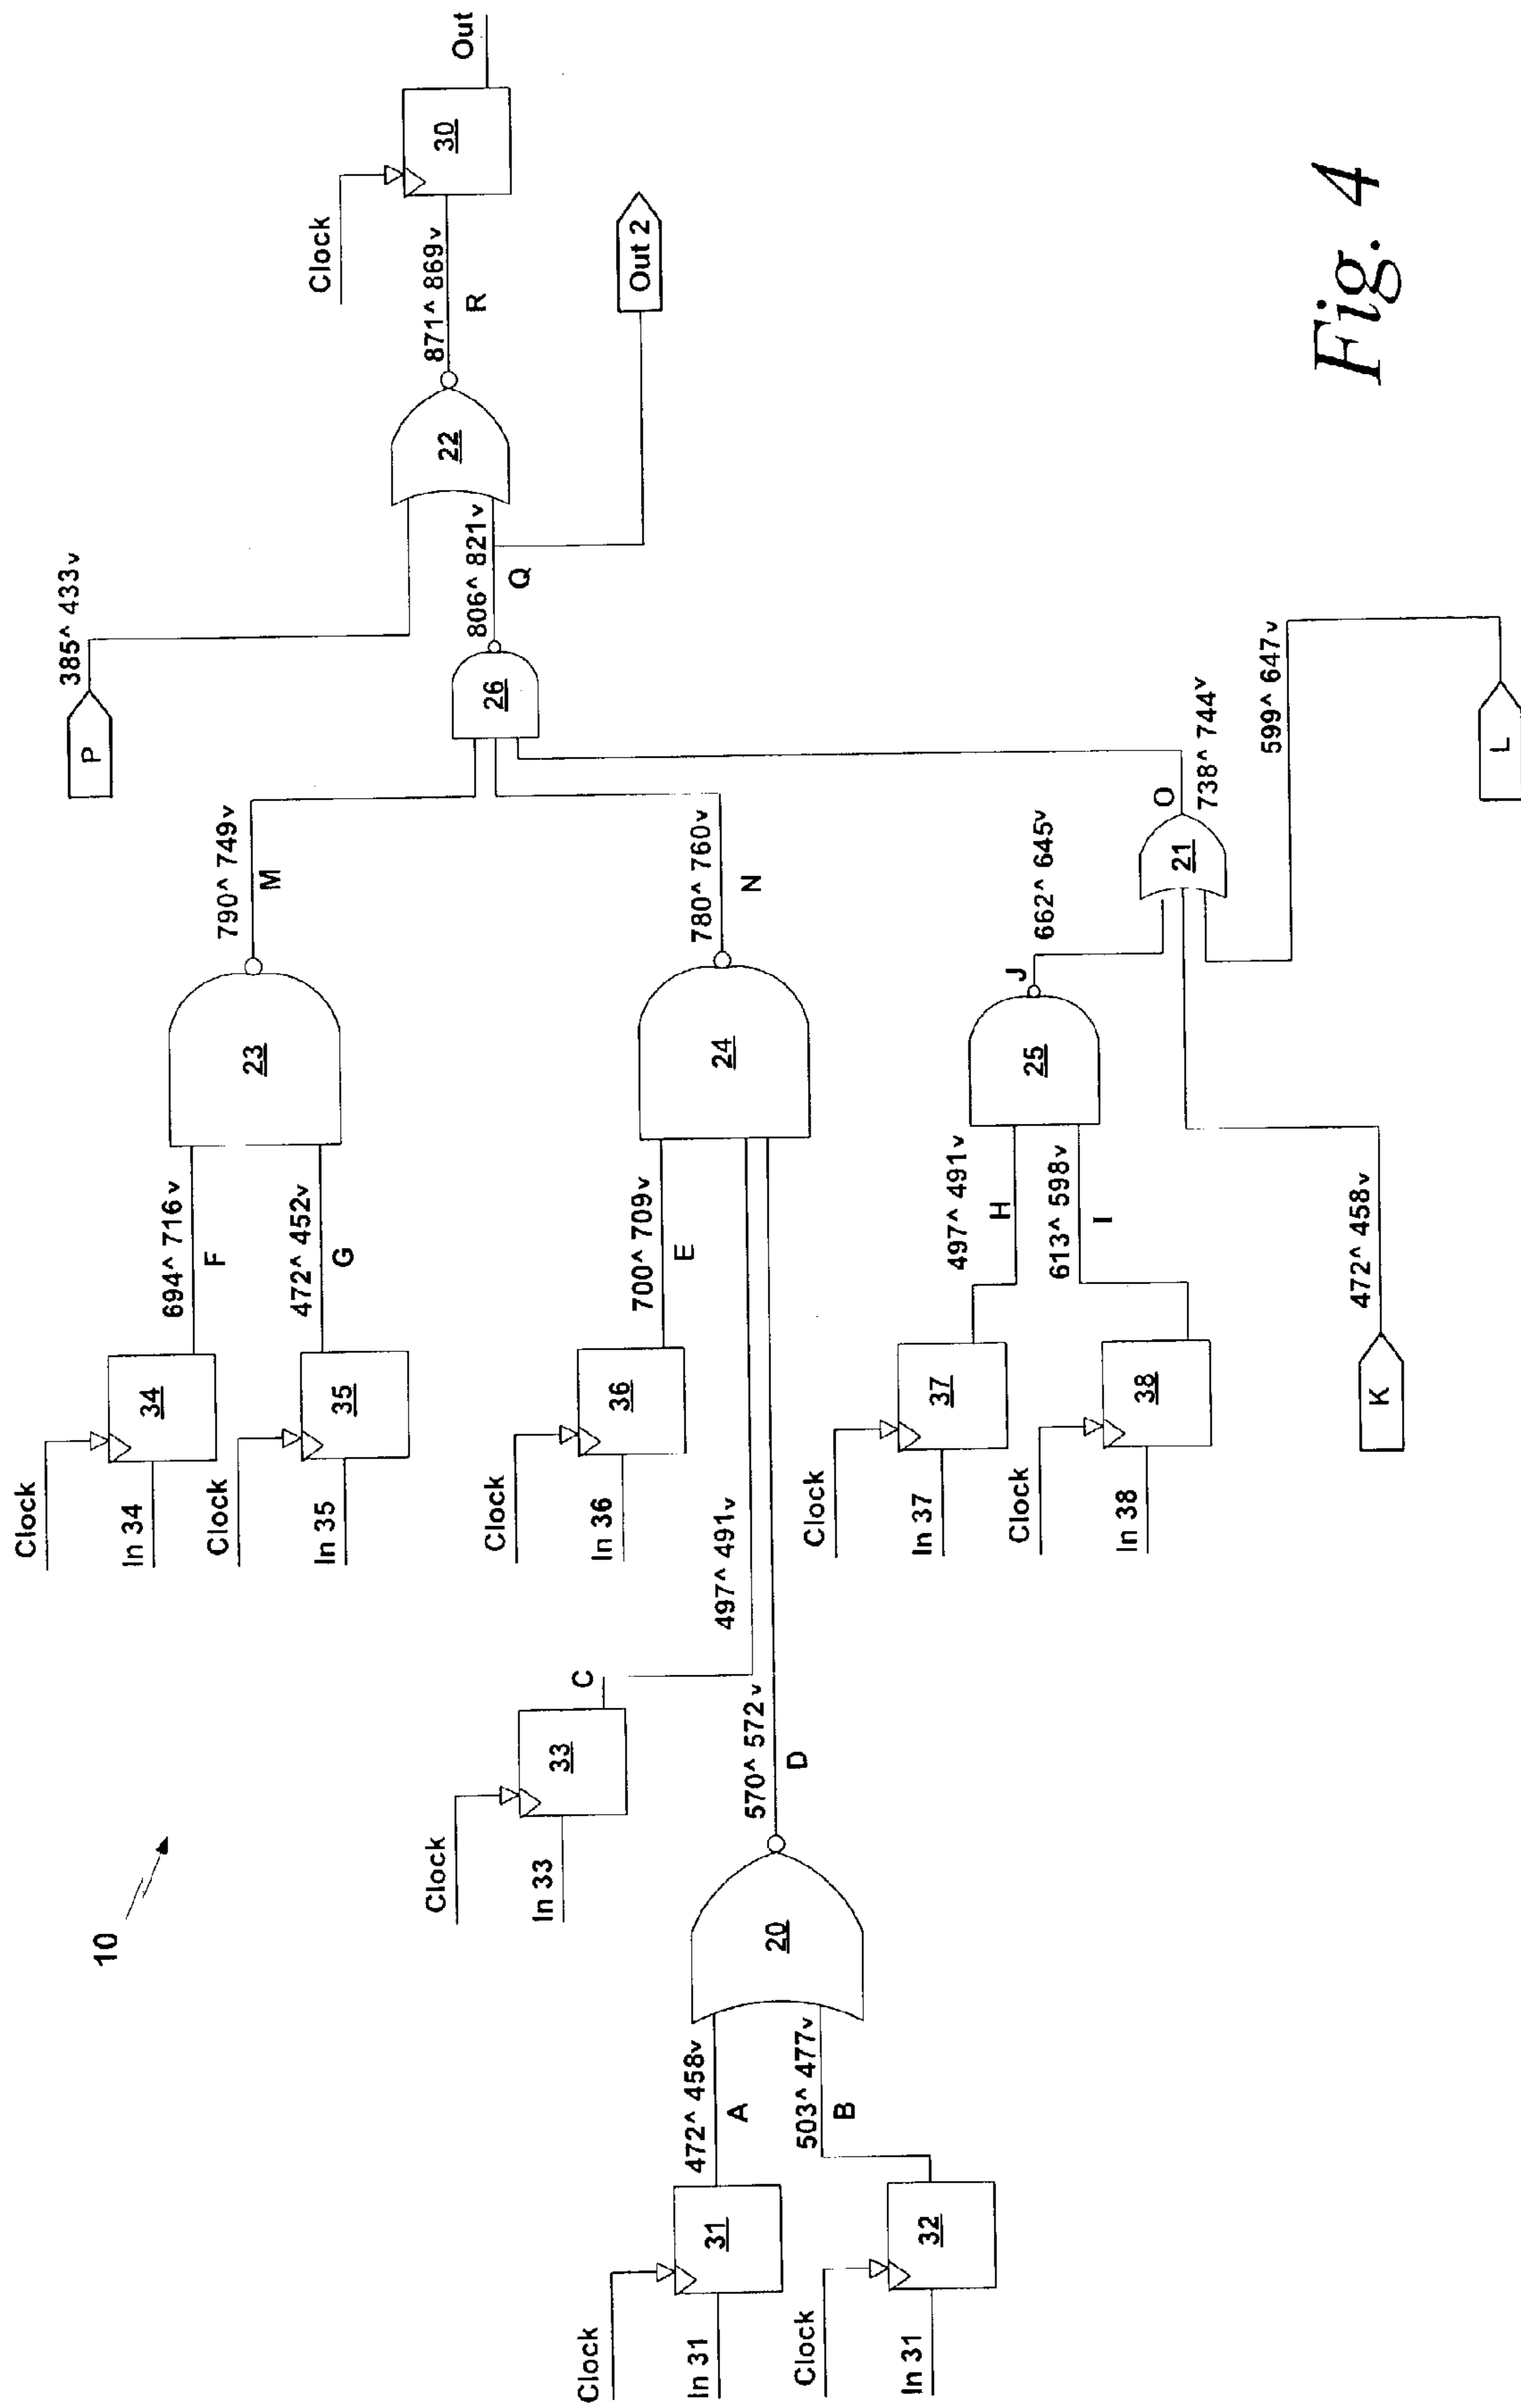 10
Clock
In 31
31
472^ 458v
A
Clock
In 31
32
503^ 477v
B
20
570^ 572v
D
Clock
In 33
33
C
497^ 491v
Clock
In 34
34
694^ 716v
F
Clock
In 35
35
472^ 452v
G
23
790^ 749v
M
Clock
In 36
36
700^ 709v
E
24
780^ 760v
N
Clock
In 37
37
497^ 491v
H
Clock
In 38
38
613^ 598v
I
25
J
662^ 645v
K
472^ 458v
L
599^ 647v
21
O
738^ 744v
26
806^ 821v
Q
P
385^ 433v
22
871^ 869v
R
Out 2
Clock
30
Out
Fig. 4